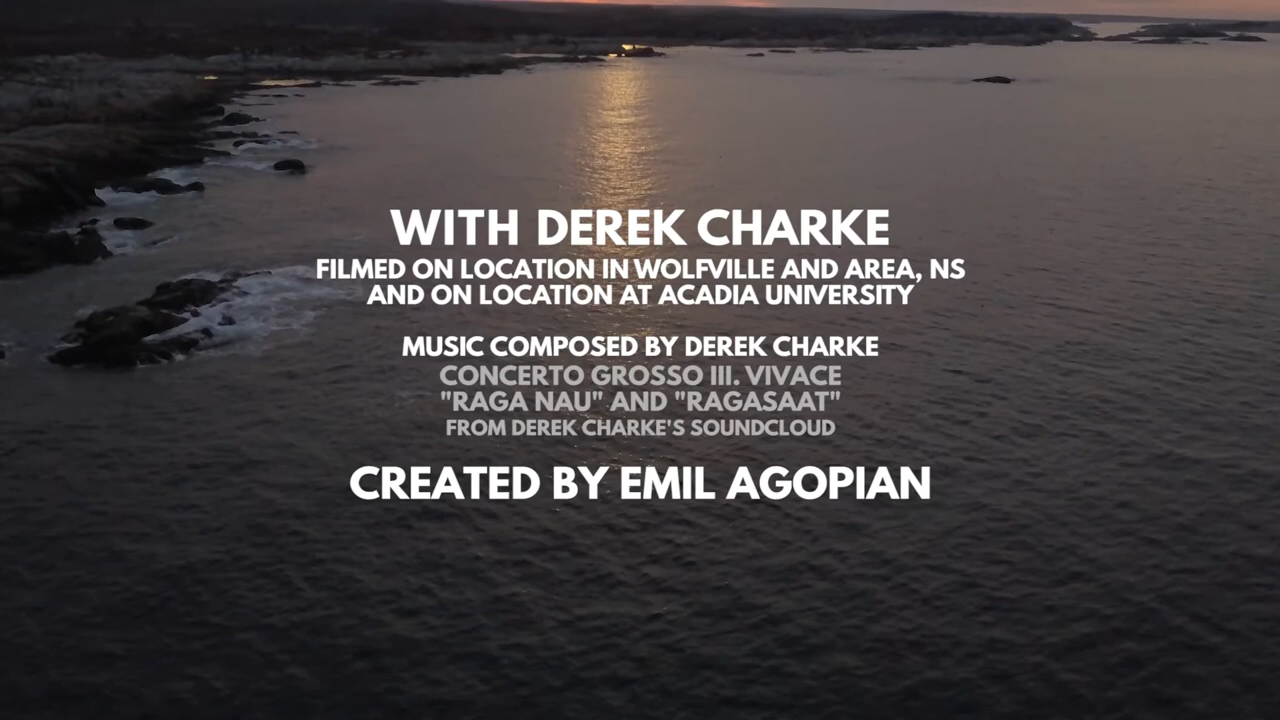 WITH DEREK CHARKE
FILMED ON LOCATION IN WOLFVILLE AND AREA, NS
AND ON LOCATION AT ACADIA UNIVERSITY
MUSIC COMPOSED BY DEREK CHARKE
CONCERTO GROSSO III. VIVACE
"RAGA NAU" AND "RAGASAAT"
FROM DEREK CHARKE'S SOUNDCLOUD
CREATED BY EMIL AGOPIAN